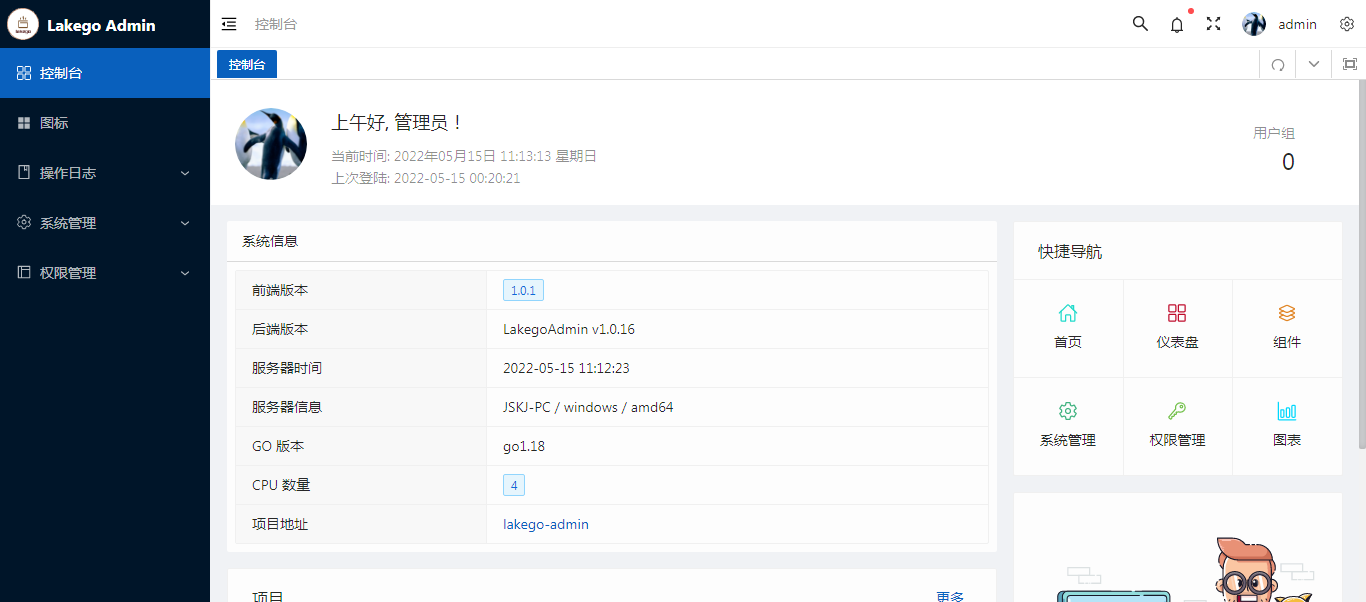 Lakego Admin
控制台
admin
控制台
控制台
图标
操作日志
系统管理
权限管理
上午好, 管理员！
当前时间: 2022年05月15日 11:13:13 星期日
上次登陆: 2022-05-15 00:20:21
用户组
0
系统信息
前端版本 1.0.1
后端版本 LakegoAdmin v1.0.16
服务器时间 2022-05-15 11:12:23
服务器信息 JSKJ-PC / windows / amd64
GO 版本 go1.18
CPU 数量 4
项目地址 lakego-admin
项目 更多
快捷导航
首页 仪表盘 组件
系统管理 权限管理 图表